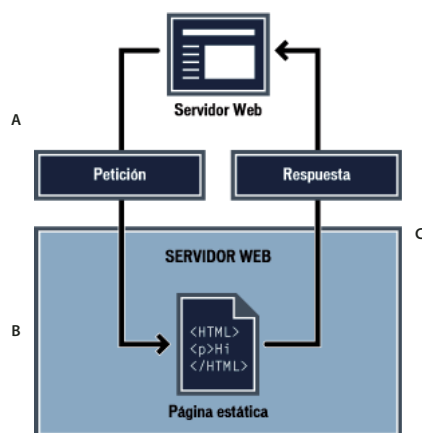 Servidor Web
A
Petición
Respuesta
C
SERVIDOR WEB
B
<HTML>
<p>Hi
</HTML>
Página estática